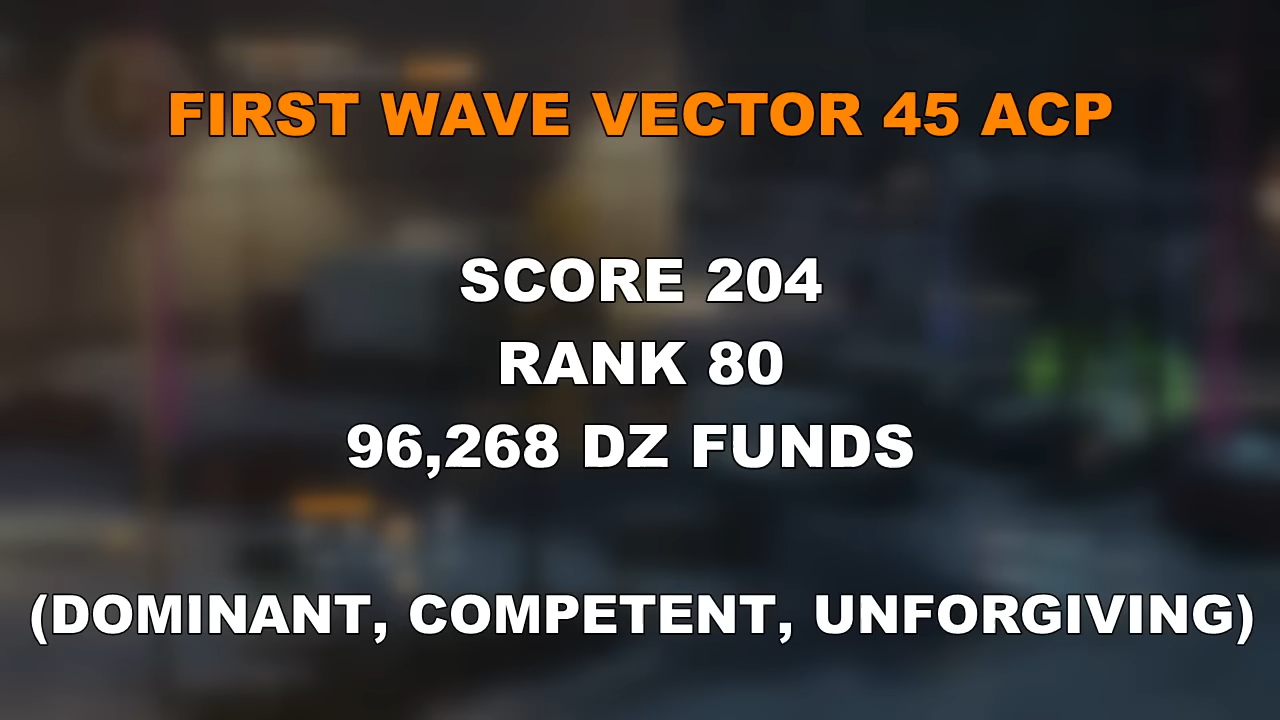 FIRST WAVE VECTOR 45 ACP
SCORE 204
RANK 80
96,268 DZ FUNDS
(DOMINANT, COMPETENT, UNFORGIVING)